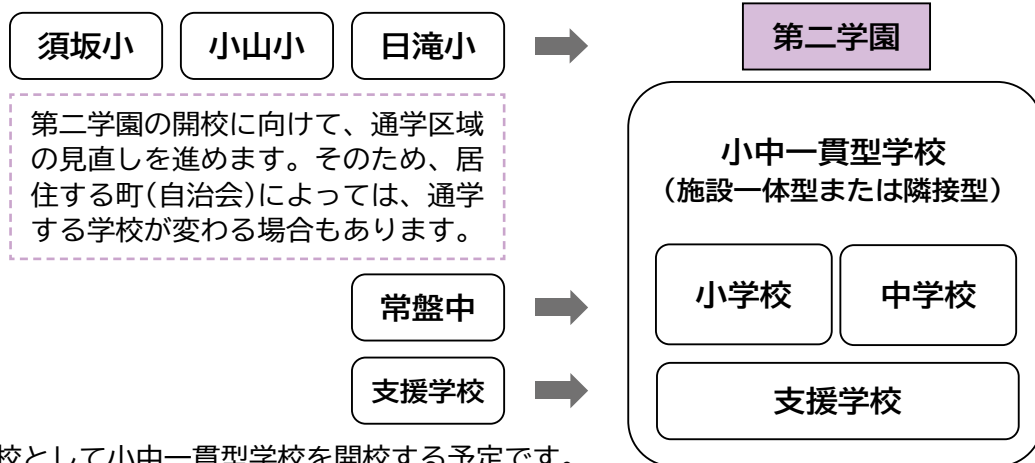 須坂小
小山小
日滝小
第二学園
第二学園の開校に向けて、通学区域
の見直しを進めます。そのため、居
住する町(自治会)によっては、通学
する学校が変わる場合もあります。
小中一貫型学校
(施設一体型または隣接型)
常盤中
小学校
中学校
支援学校
支援学校
校として小中一貫型学校を開校する予定です。